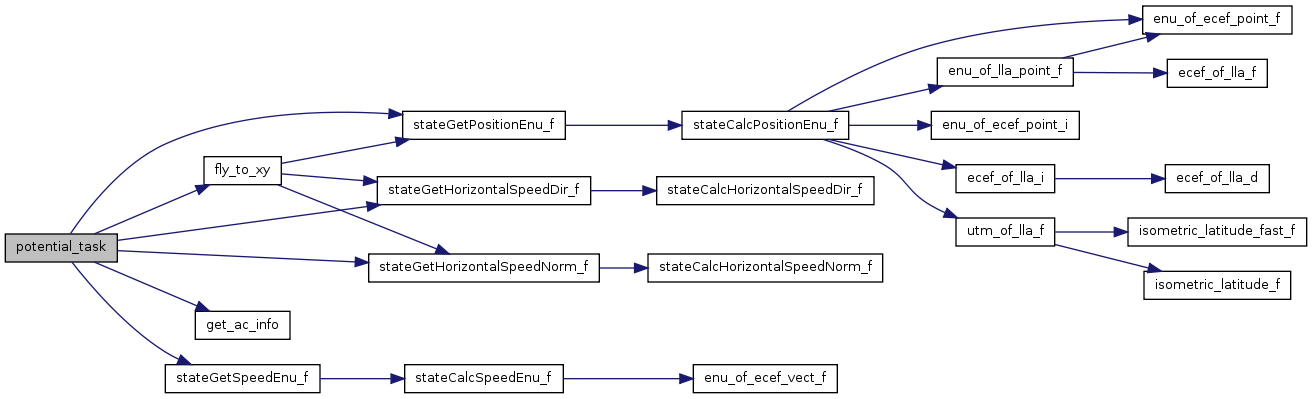 enu_of_ecef_point_f
enu_of_lla_point_f
ecef_of_lla_f
stateGetPositionEnu_f
stateCalcPositionEnu_f
enu_of_ecef_point_i
fly_to_xy
stateGetHorizontalSpeedDir_f
stateCalcHorizontalSpeedDir_f
ecef_of_lla_i
ecef_of_lla_d
potential_task
utm_of_lla_f
isometric_latitude_fast_f
stateGetHorizontalSpeedNorm_f
stateCalcHorizontalSpeedNorm_f
isometric_latitude_f
get_ac_info
stateGetSpeedEnu_f
stateCalcSpeedEnu_f
enu_of_ecef_vect_f